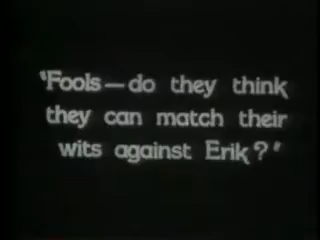 "Fools—do they think
they can match their
wits against Erik?"